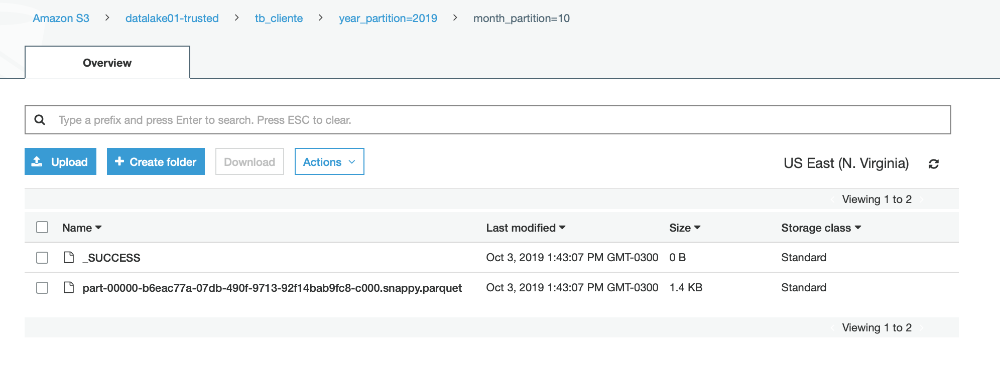 Amazon S3 > datalake01-trusted > tb_cliente > year_partition=2019 > month_partition=10
Overview
Type a prefix and press Enter to search. Press ESC to clear.
Upload + Create folder Download Actions US East (N. Virginia)
Viewing 1 to 2
Name Last modified Size Storage class
_SUCCESS Oct 3, 2019 1:43:07 PM GMT-0300 0 B Standard
part-00000-b6eac77a-07db-490f-9713-92f14bab9fc8-c000.snappy.parquet Oct 3, 2019 1:43:07 PM GMT-0300 1.4 KB Standard
Viewing 1 to 2